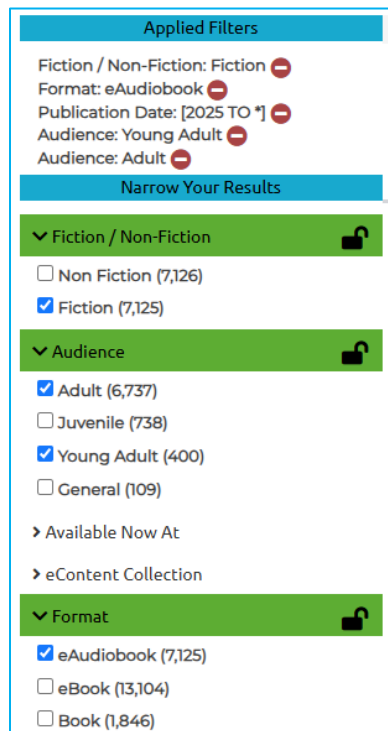 Applied Filters
Fiction / Non-Fiction: Fiction
Format: eAudiobook
Publication Date: [2025 TO *]
Audience: Young Adult
Audience: Adult
Narrow Your Results
Fiction / Non-Fiction
Non Fiction (7,126)
Fiction (7,125)
Audience
Adult (6,737)
Juvenile (738)
Young Adult (400)
General (109)
Available Now At
eContent Collection
Format
eAudiobook (7,125)
eBook (13,104)
Book (1,846)